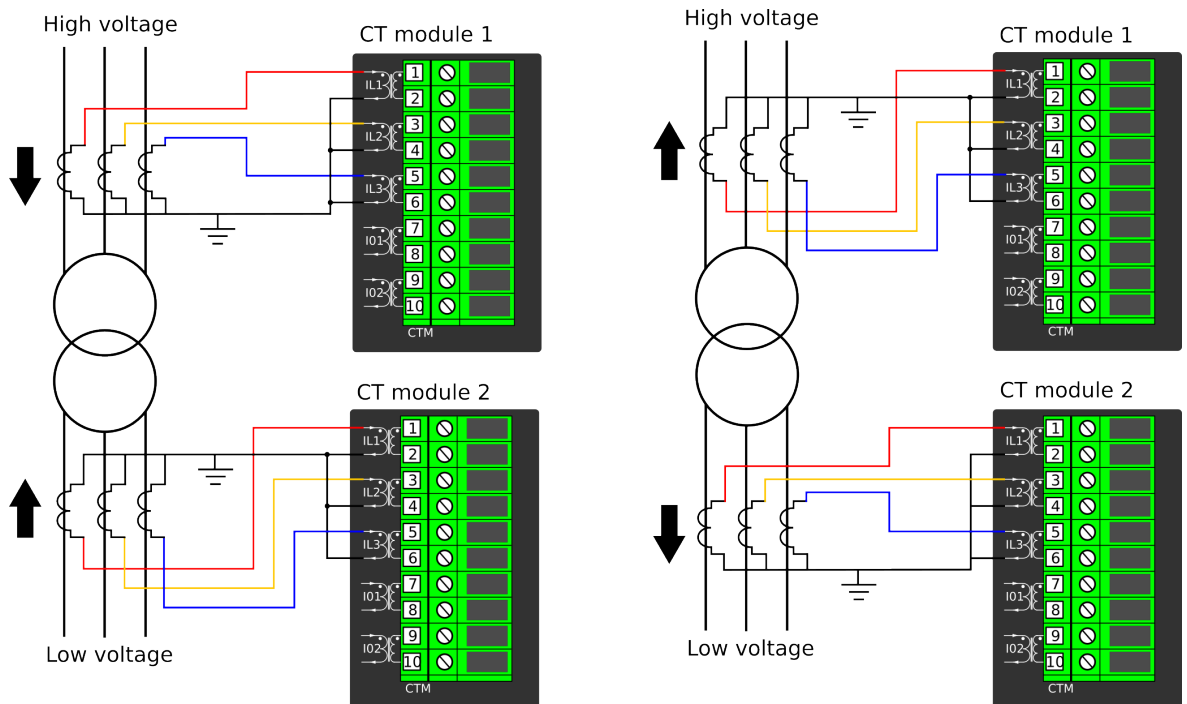 High voltage
CT module 1
IL1
1
2
IL2
3
4
IL3
5
6
I01
7
8
I02
9
10
CTM
CT module 2
IL1
1
2
IL2
3
4
IL3
5
6
I01
7
8
I02
9
10
CTM
Low voltage
High voltage
CT module 1
IL1
1
2
IL2
3
4
IL3
5
6
I01
7
8
I02
9
10
CTM
CT module 2
IL1
1
2
IL2
3
4
IL3
5
6
I01
7
8
I02
9
10
CTM
Low voltage